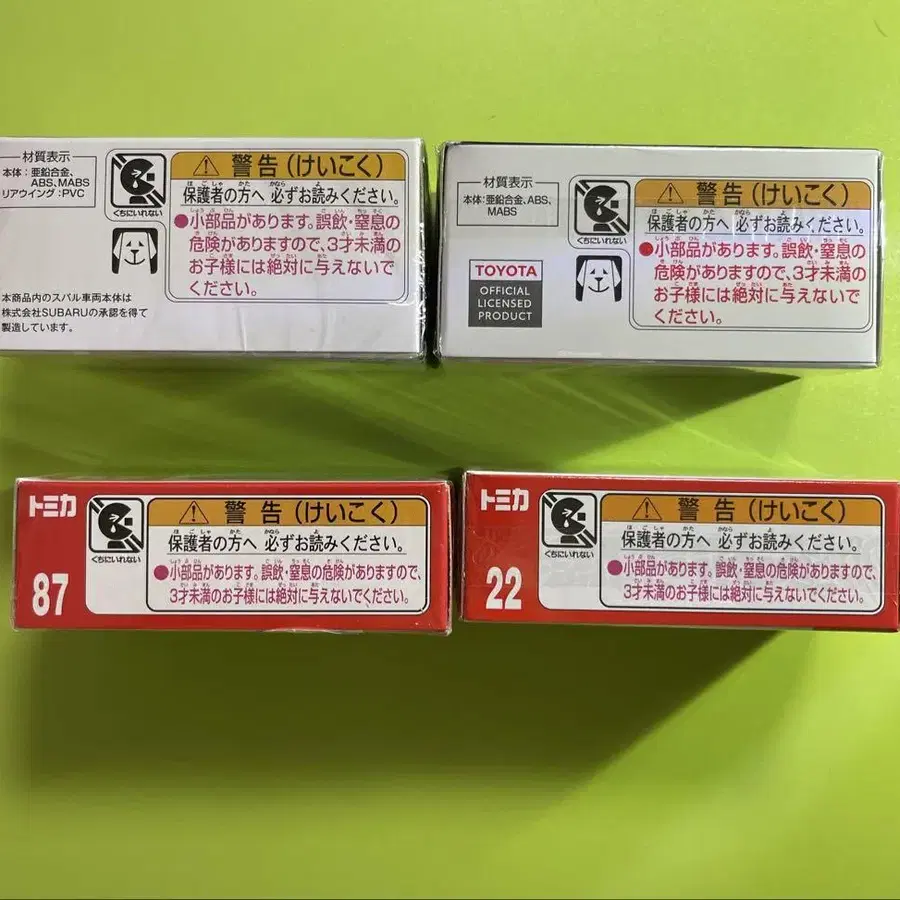 材質表示
本体：亜鉛合金、
ABS、MABS
リアウイング：PVC
くちにいれない
警告(けいこく)
保護者の方へ 必ずお読みください。
●小部品があります。誤飲・窒息の
危険がありますので、3才未満の
お子様には絶対に与えないで
ください。
本商品内のスバル車両本体は
株式会社SUBARUの承認を得て
製造しています。
材質表示
本体：亜鉛合金、ABS、
MABS
TOYOTA
OFFICIAL
LICENSED
PRODUCT
くちにいれない
警告(けいこく)
保護者の方へ 必ずお読みください。
●小部品があります。誤飲・窒息の
危険がありますので、3才未満の
お子様には絶対に与えないで
ください。
トミカ
87
くちにいれない
警告(けいこく)
保護者の方へ 必ずお読みください。
●小部品があります。誤飲・窒息の危険がありますので、
3才未満のお子様には絶対に与えないでください。
トミカ
22
くちにいれない
警告(けいこく)
保護者の方へ 必ずお読みください。
●小部品があります。誤飲・窒息の危険がありますので、
3才未満のお子様には絶対に与えないでください。